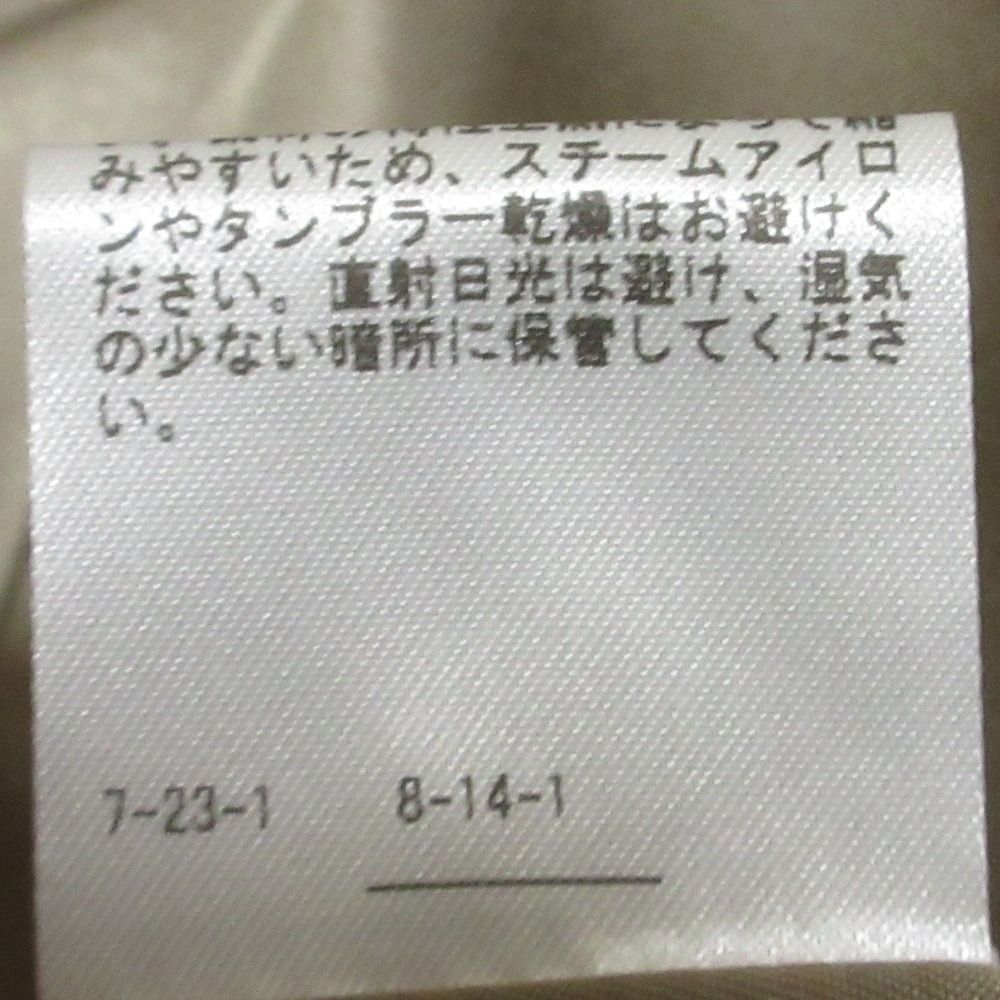 みやすいため、スチームアイロ
ンやタンブラー乾燥はお避けく
ださい。直射日光は避け、湿気
の少ない暗所に保管してくださ
い。
7-23-1 8-14-1